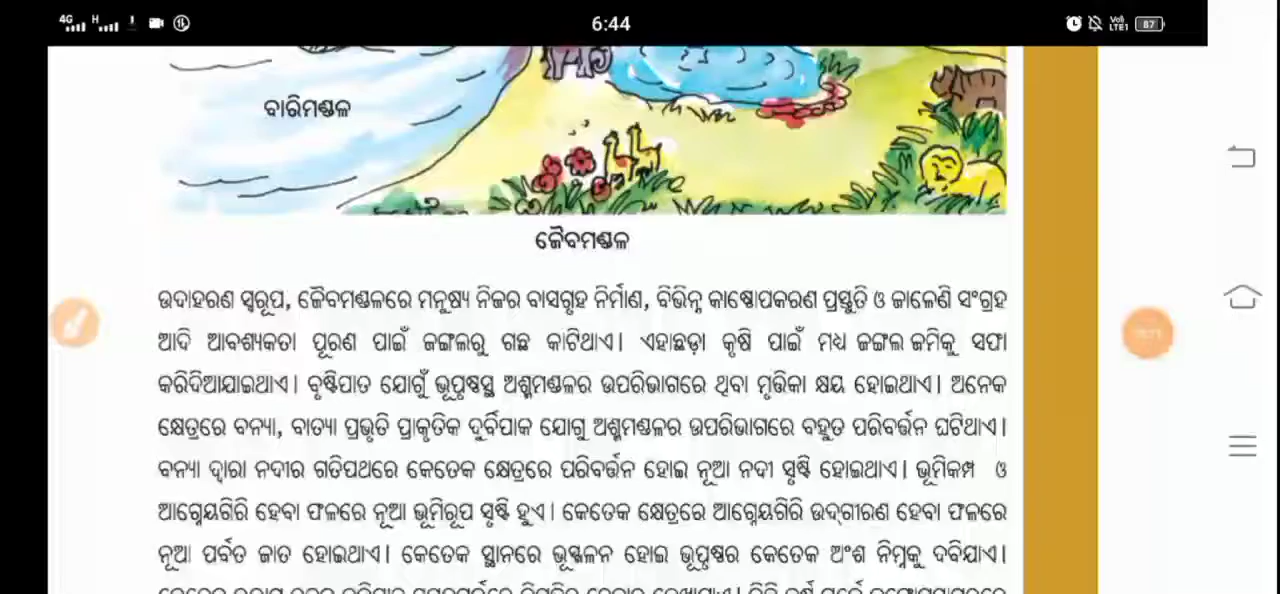 4G H 6:44 Vo) LTE1 87
ବାରିମଣ୍ଡଳ
ଜୈବମଣ୍ଡଳ
ଉଦାହରଣ ସ୍ୱରୂପ, ଜୈବମଣ୍ଡଳରେ ମନୁଷ୍ୟ ନିଜର ବାସଗୃହ ନିର୍ମାଣ, ବିଭିନ୍ନ କାଷ୍ଠୋପକରଣ ପ୍ରସ୍ତୁତି ଓ ଜାଳେଣି ସଂଗ୍ରହ
ଆଦି ଆବଶ୍ୟକତା ପୂରଣ ପାଇଁ ଜଙ୍ଗଲରୁ ଗଛ କାଟିଥାଏ। ଏହାଛଡ଼ା କୃଷି ପାଇଁ ମଧ୍ୟ ଜଙ୍ଗଲ ଜମିକୁ ସଫା
କରିଦିଆଯାଇଥାଏ। ବୃଷ୍ଟିପାତ ଯୋଗୁଁ ଭୂପୃଷ୍ଠସ୍ଥ ଅଶ୍ମମଣ୍ଡଳର ଉପରିଭାଗରେ ଥିବା ମୃତ୍ତିକା କ୍ଷୟ ହୋଇଥାଏ। ଅନେକ
କ୍ଷେତ୍ରରେ ବନ୍ୟା, ବାତ୍ୟା ପ୍ରଭୃତି ପ୍ରାକୃତିକ ଦୁର୍ବିପାକ ଯୋଗୁ ଅଶ୍ମମଣ୍ଡଳର ଉପରିଭାଗରେ ବହୁତ ପରିବର୍ତ୍ତନ ଘଟିଥାଏ।
ବନ୍ୟା ଦ୍ୱାରା ନଦୀର ଗତିପଥରେ କେତେକ କ୍ଷେତ୍ରରେ ପରିବର୍ତ୍ତନ ହୋଇ ନୂଆ ନଦୀ ସୃଷ୍ଟି ହୋଇଥାଏ। ଭୂମିକମ୍ପ ଓ
ଆଗ୍ନେୟଗିରି ହେବା ଫଳରେ ନୂଆ ଭୂମିରୂପ ସୃଷ୍ଟି ହୁଏ। କେତେକ କ୍ଷେତ୍ରରେ ଆଗ୍ନେୟଗିରି ଉଦ୍‌ଗୀରଣ ହେବା ଫଳରେ
ନୂଆ ପର୍ବତ ଜାତ ହୋଇଥାଏ। କେତେକ ସ୍ଥାନରେ ଭୂସ୍ଖଳନ ହୋଇ ଭୂପୃଷ୍ଠର କେତେକ ଅଂଶ ନିମ୍ନକୁ ଦବିଯାଏ।